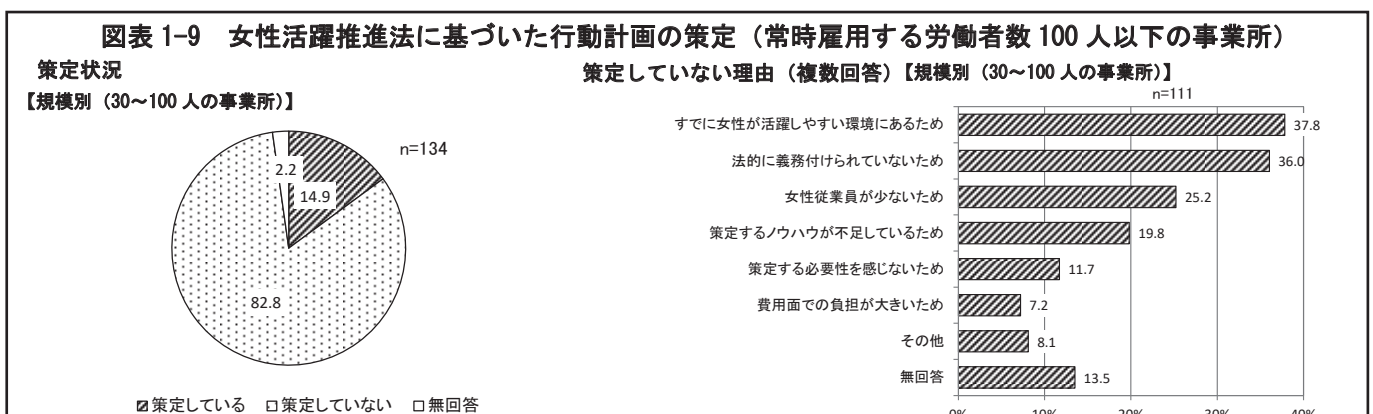 図表 1-9 女性活躍推進法に基づいた行動計画の策定（常時雇用する労働者数 100 人以下の事業所）
策定状況
【規模別（30～100 人の事業所）】
n=134
2.2
14.9
82.8
策定している 策定していない 無回答
策定していない理由（複数回答）【規模別（30～100 人の事業所）】
n=111
すでに女性が活躍しやすい環境にあるため 37.8
法的に義務付けられていないため 36.0
女性従業員が少ないため 25.2
策定するノウハウが不足しているため 19.8
策定する必要性を感じないため 11.7
費用面での負担が大きいため 7.2
その他 8.1
無回答 13.5
0% 10% 20% 30% 40%